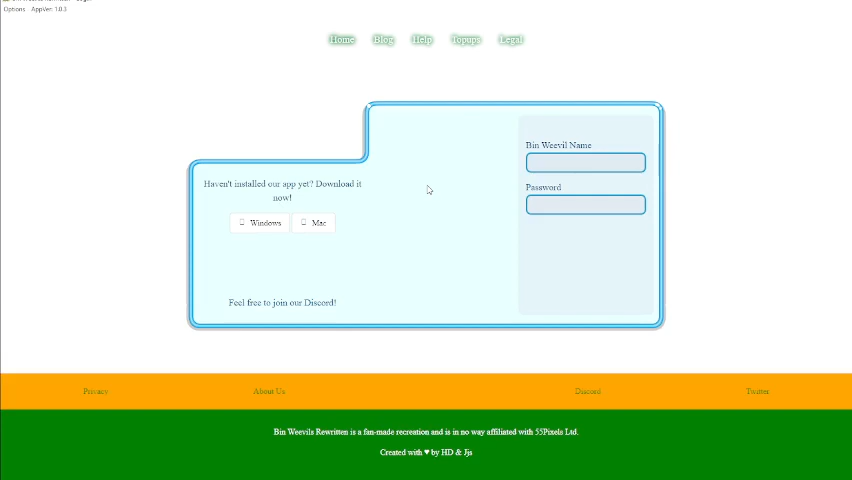 Options AppVer: 1.0.3
Home Blog Help Topups Legal
Bin Weevil Name
Password
Haven't installed our app yet? Download it
now!
Windows Mac
Feel free to join our Discord!
Privacy About Us Discord Twitter
Bin Weevils Rewritten is a fan-made recreation and is in no way affiliated with 55Pixels Ltd.
Created with ♥ by HD & Jjs